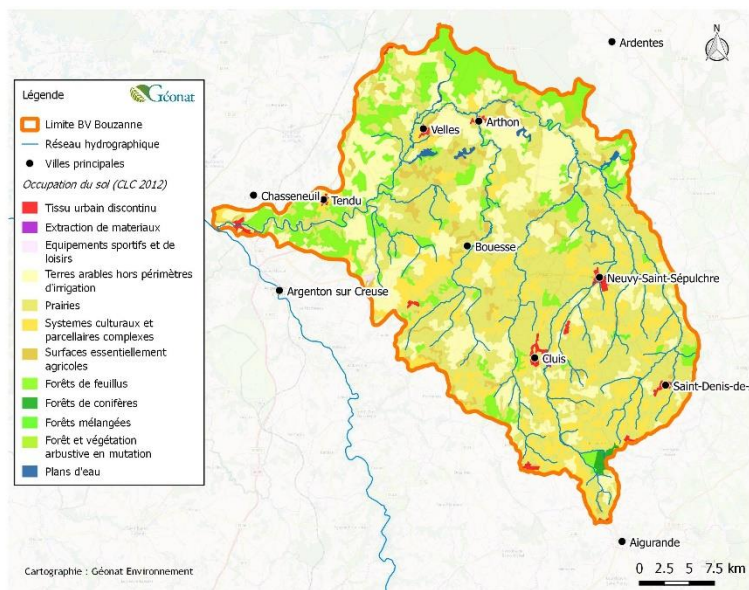 Légende
Géonat
Limite BV Bouzanne
Réseau hydrographique
Villes principales
Occupation du sol (CLC 2012)
Tissu urbain discontinu
Extraction de materiaux
Equipements sportifs et de
loisirs
Terres arables hors périmètres
d'irrigation
Prairies
Systemes culturaux et
parcellaires complexes
Surfaces essentiellement
agricoles
Forêts de feuillus
Forêts de conifères
Forêts mélangées
Forêt et végétation
arbustive en mutation
Plans d'eau
Cartographie : Géonat Environnement
Ardentes
Arthon
Velles
Chasseneuil
Tendu
Bouesse
Neuvy-Saint-Sépulchre
Argenton sur Creuse
Cluis
Saint-Denis-de-
Aigurande
0 2.5 5 7.5 km